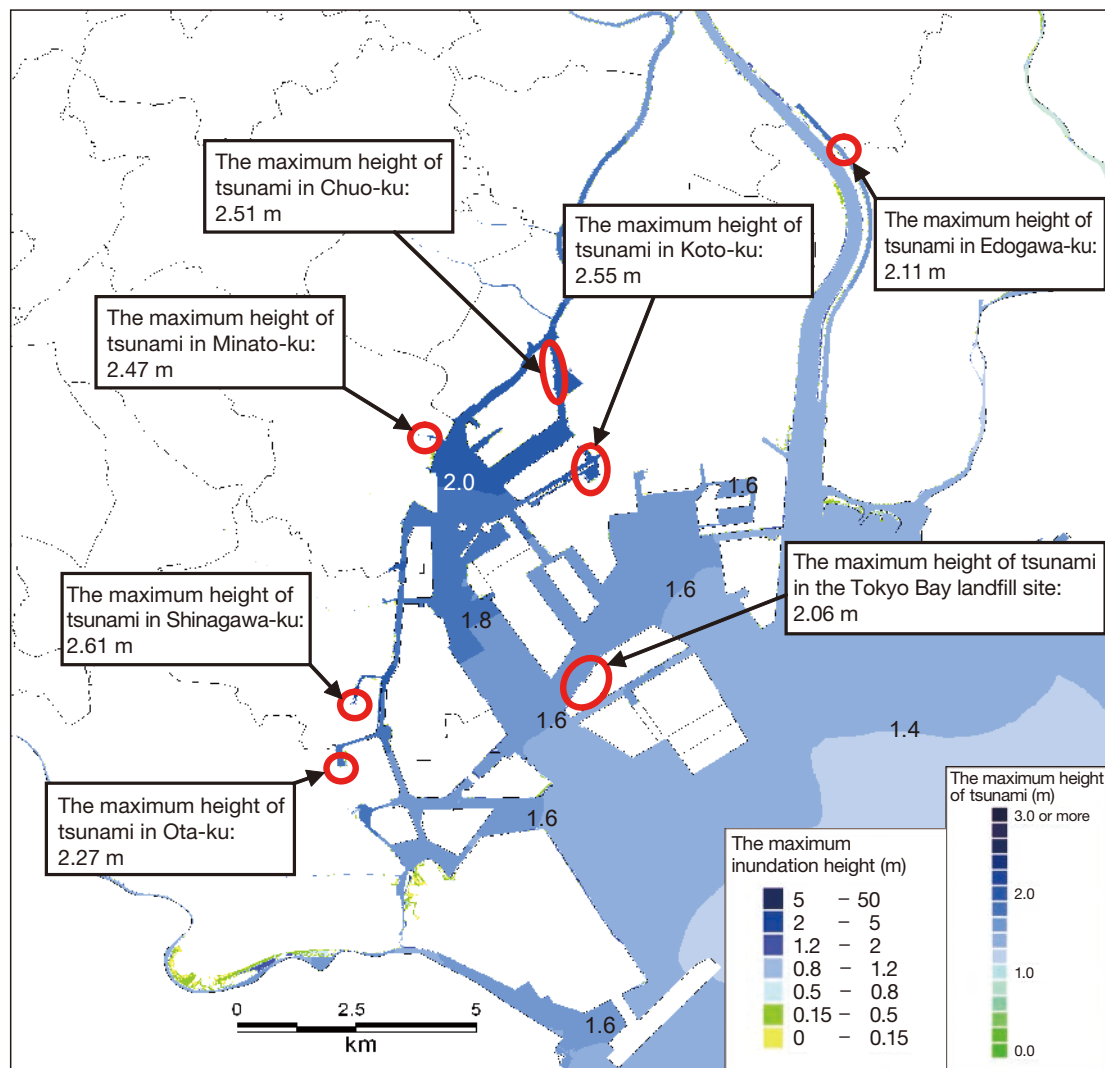 The maximum height of
tsunami in Chuo-ku:
2.51 m
The maximum height of
tsunami in Koto-ku:
2.55 m
The maximum height of
tsunami in Edogawa-ku:
2.11 m
The maximum height of
tsunami in Minato-ku:
2.47 m
2.0
1.6
The maximum height of tsunami
in the Tokyo Bay landfill site:
2.06 m
1.6
The maximum height of
tsunami in Shinagawa-ku:
2.61 m
1.8
1.6
1.4
The maximum height of
tsunami in Ota-ku:
2.27 m
1.6
1.6
0 2.5 5
km
The maximum
inundation height (m)
5 – 50
2 – 5
1.2 – 2
0.8 – 1.2
0.5 – 0.8
0.15 – 0.5
0 – 0.15
The maximum height
of tsunami (m)
3.0 or more
2.0
1.0
0.0